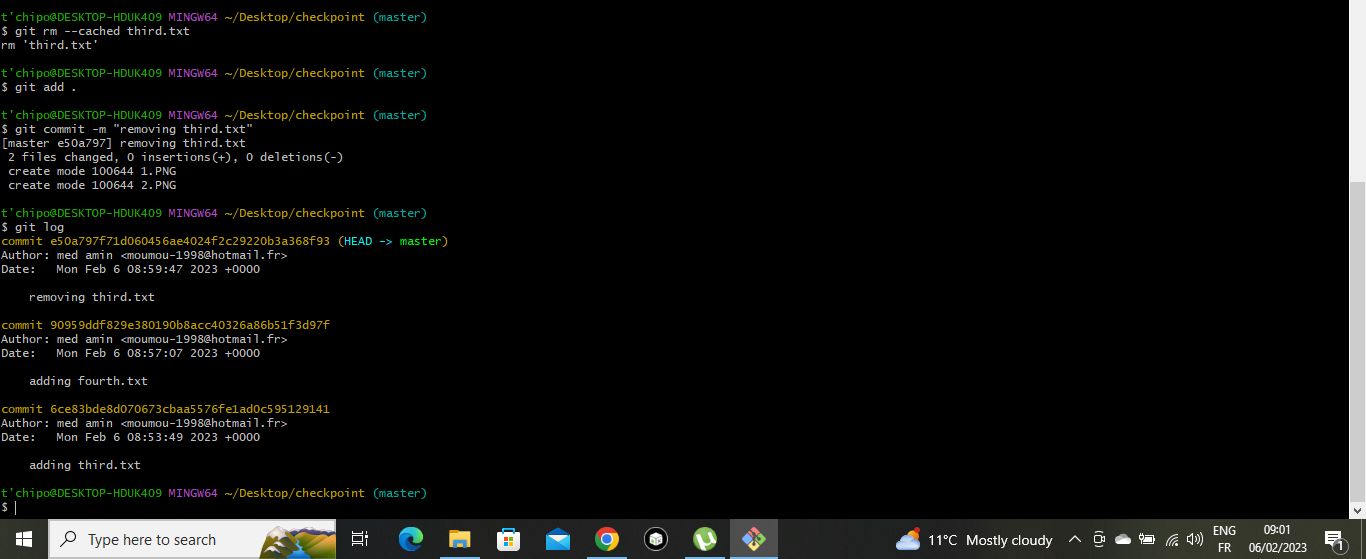 t'chipo@DESKTOP-HDUK4O9 MINGW64 ~/Desktop/checkpoint (master)
$ git rm --cached third.txt
rm 'third.txt'
t'chipo@DESKTOP-HDUK4O9 MINGW64 ~/Desktop/checkpoint (master)
$ git add .
t'chipo@DESKTOP-HDUK4O9 MINGW64 ~/Desktop/checkpoint (master)
$ git commit -m "removing third.txt"
[master e50a797] removing third.txt
 2 files changed, 0 insertions(+), 0 deletions(-)
 create mode 100644 1.PNG
 create mode 100644 2.PNG
t'chipo@DESKTOP-HDUK4O9 MINGW64 ~/Desktop/checkpoint (master)
$ git log
commit e50a797f71d060456ae4024f2c29220b3a368f93 (HEAD -> master)
Author: med amin <moumou-1998@hotmail.fr>
Date:   Mon Feb 6 08:59:47 2023 +0000
    removing third.txt
commit 90959ddf829e380190b8acc40326a86b51f3d97f
Author: med amin <moumou-1998@hotmail.fr>
Date:   Mon Feb 6 08:57:07 2023 +0000
    adding fourth.txt
commit 6ce83bde8d070673cbaa5576fe1ad0c595129141
Author: med amin <moumou-1998@hotmail.fr>
Date:   Mon Feb 6 08:53:49 2023 +0000
    adding third.txt
t'chipo@DESKTOP-HDUK4O9 MINGW64 ~/Desktop/checkpoint (master)
$
Type here to search
11°C Mostly cloudy
ENG
FR
09:01
06/02/2023
1